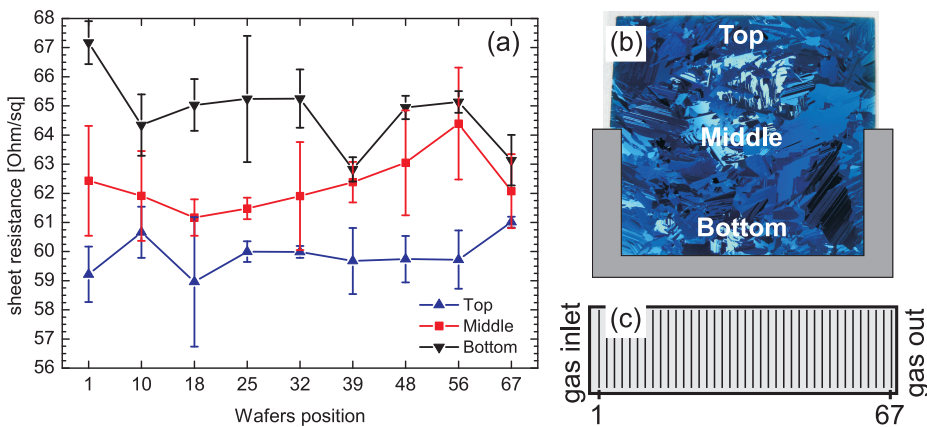 68
67
66
65
64
63
62
61
60
59
58
57
56
sheet resistance [Ohm/sq]
(a)
Top
Middle
Bottom
1 10 18 25 32 39 48 56 67
Wafers position
(b)
Top
Middle
Bottom
(c)
gas inlet
gas out
1 67